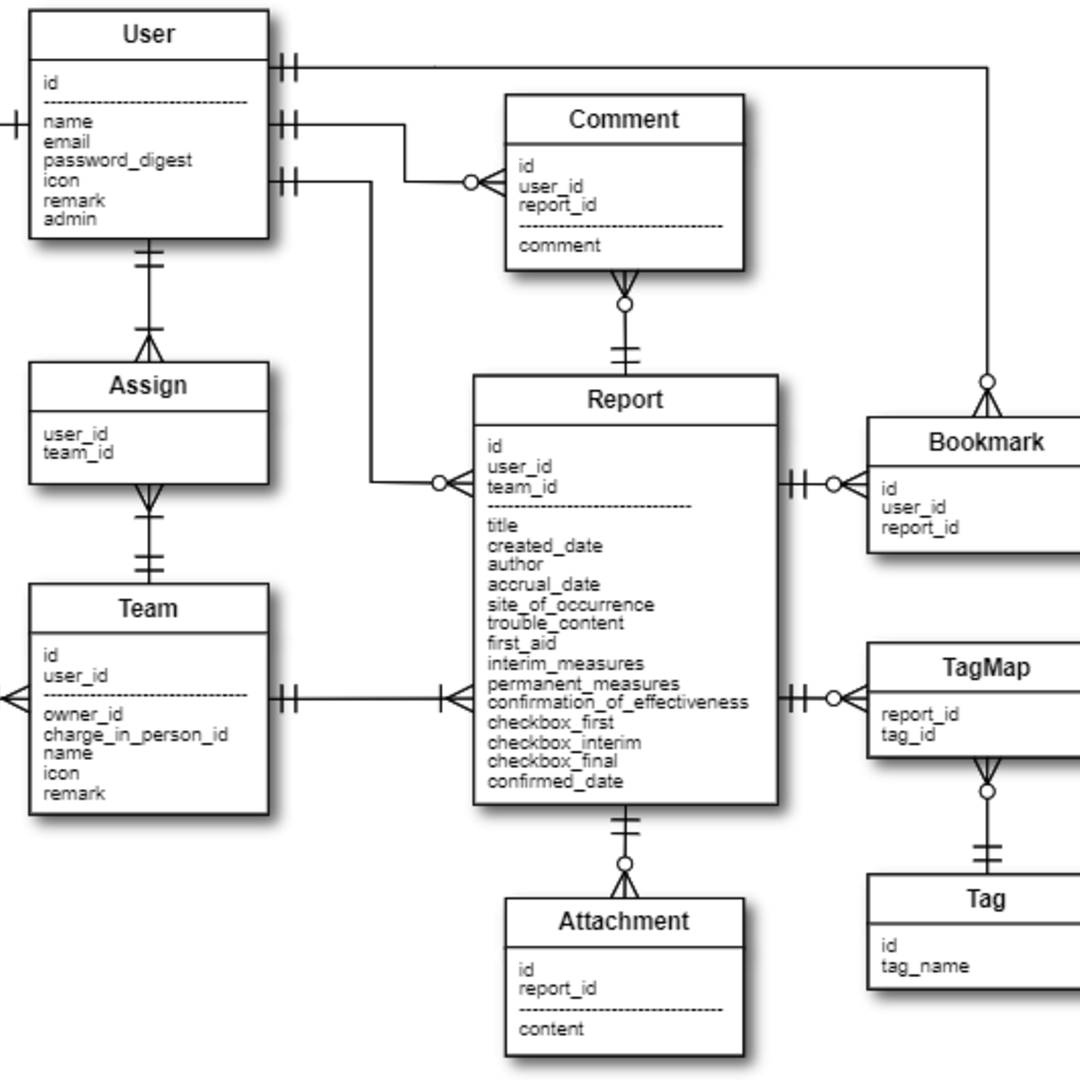 User
id
name
email
password_digest
icon
remark
admin
Comment
id
user_id
report_id
comment
Assign
user_id
team_id
Report
id
user_id
team_id
title
created_date
author
accrual_date
site_of_occurrence
trouble_content
first_aid
interim_measures
permanent_measures
confirmation_of_effectiveness
checkbox_first
checkbox_interim
checkbox_final
confirmed_date
Bookmark
id
user_id
report_id
Team
id
user_id
owner_id
charge_in_person_id
name
icon
remark
TagMap
report_id
tag_id
Tag
id
tag_name
Attachment
id
report_id
content